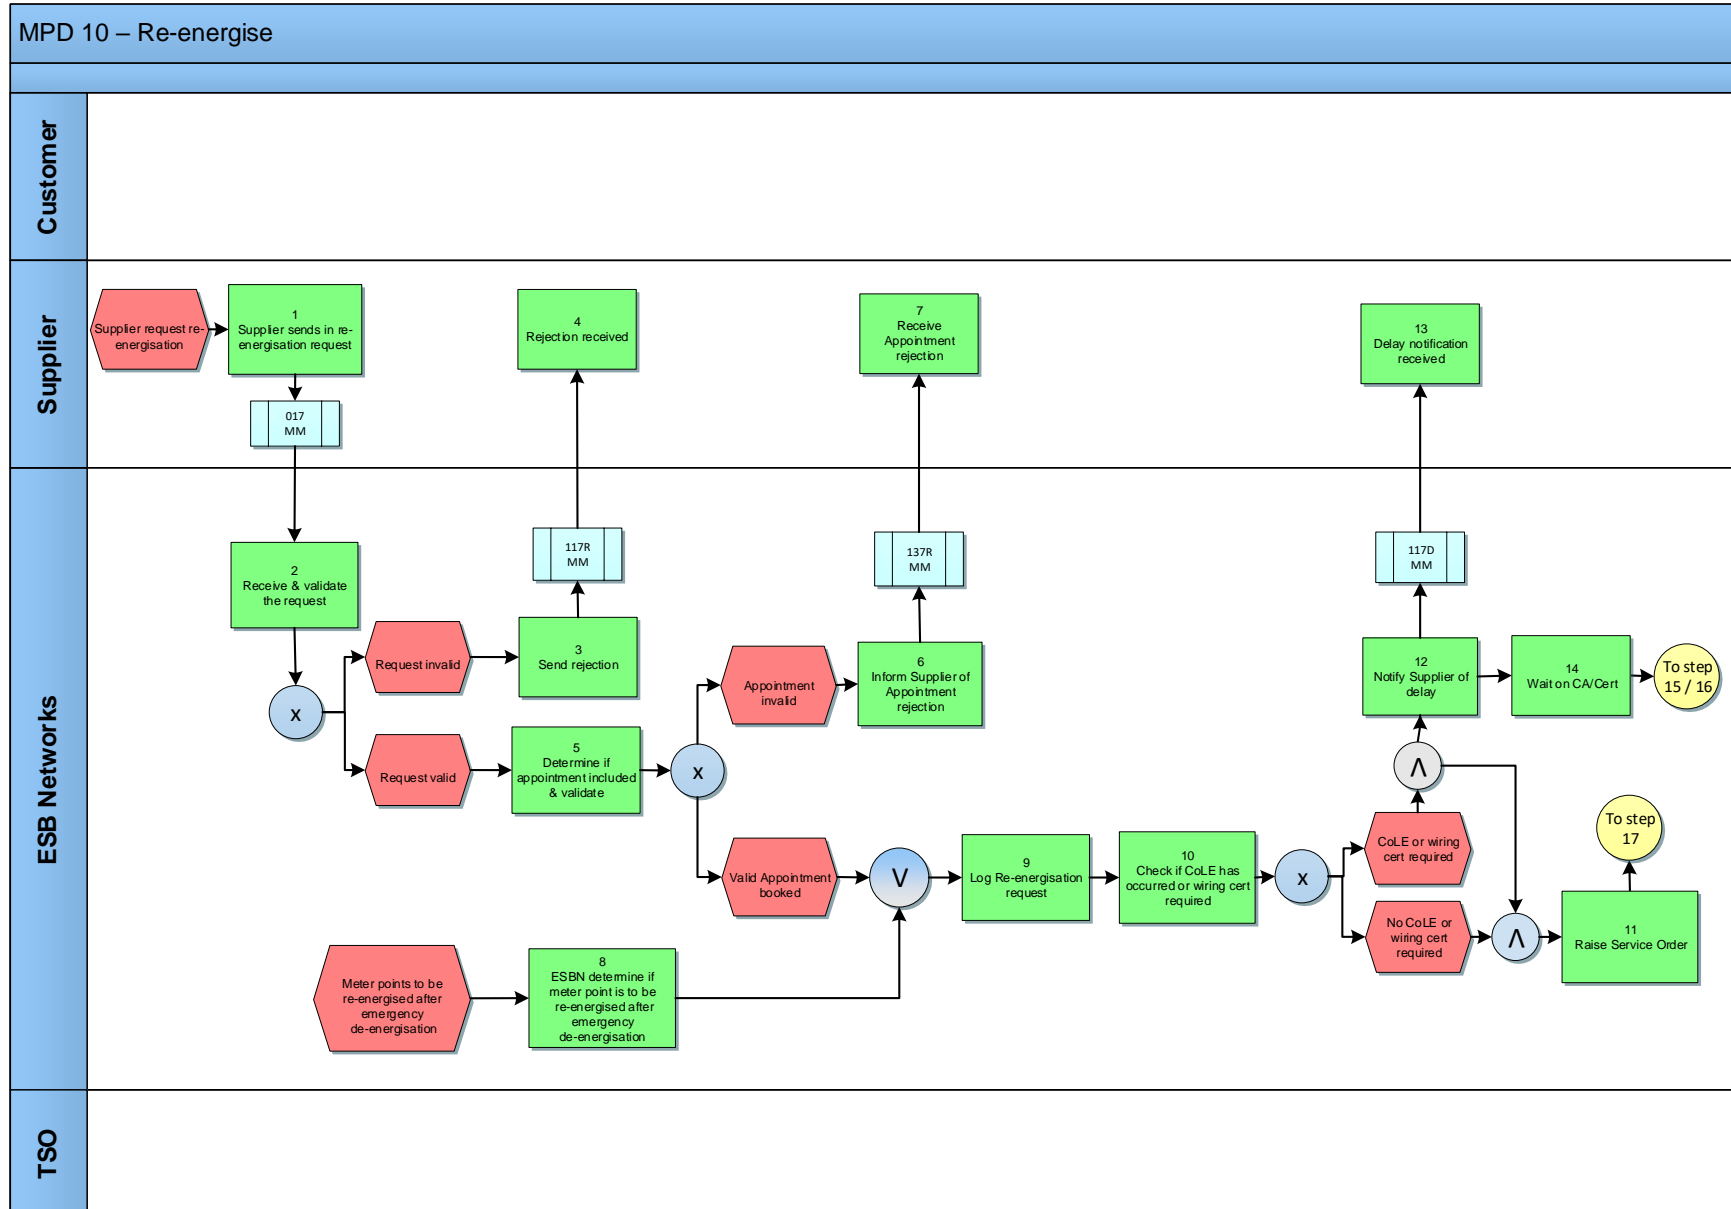 MPD 10 – Re-energise
Customer
Supplier
Supplier request re-
energisation
1
Supplier sends in re-
energisation request
017
MM
4
Rejection received
7
Receive
Appointment
rejection
13
Delay notification
received
ESB Networks
2
Receive & validate
the request
x
Request invalid
Request valid
117R
MM
3
Send rejection
5
Determine if
appointment included
& validate
x
Appointment
invalid
Valid Appointment
booked
137R
MM
6
Inform Supplier of
Appointment
rejection
V
Meter points to be
re-energised after
emergency
de-energisation
8
ESBN determine if
meter point is to be
re-energised after
emergency
de-energisation
9
Log Re-energisation
request
10
Check if CoLE has
occurred or wiring cert
required
x
CoLE or wiring
cert required
No CoLE or
wiring cert
required
Λ
117D
MM
12
Notify Supplier of
delay
14
Wait on CA/Cert
To step
15 / 16
Λ
11
Raise Service Order
To step
17
TSO